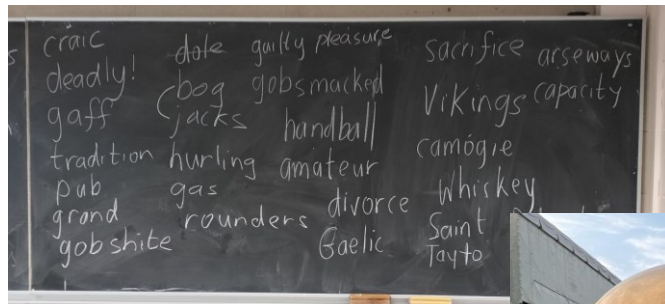 craic
deadly!
gaff
tradition
pub
grand
gobshite
dote
bog
jacks
hurling
gas
rounders
guilty pleasure
gobsmacked
handball
amateur
divorce
Gaelic
sacrifice
Vikings
camógie
Whiskey
Saint
Tayto
arseways
capacity